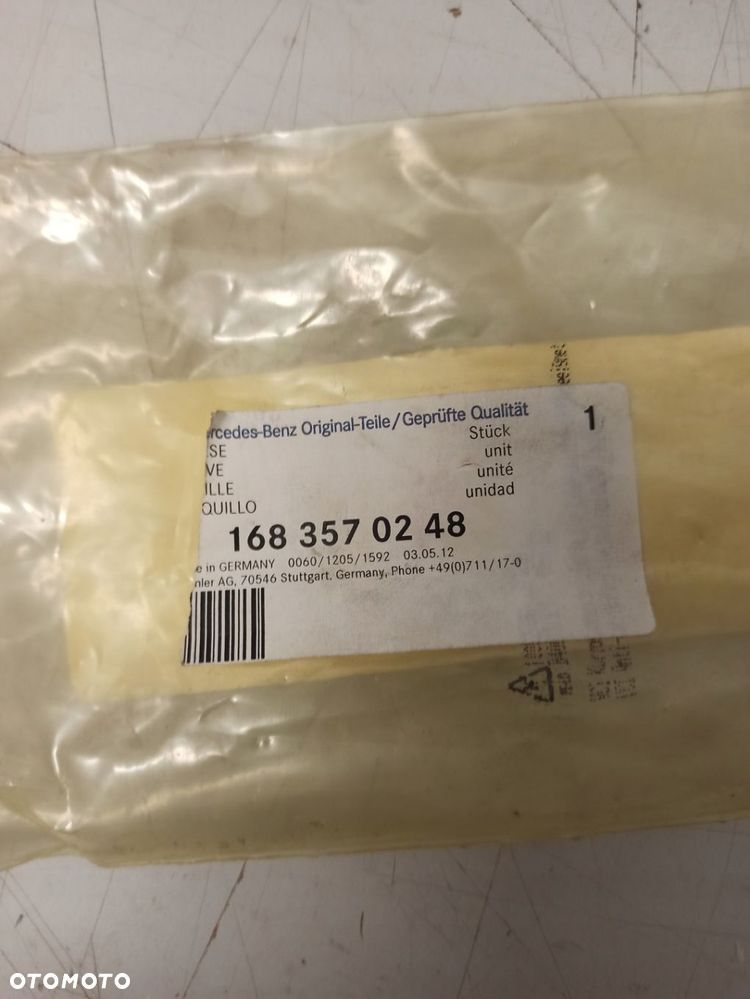 rcedes-Benz Original-Teile/Geprüfte Qualität 1
SE Stück
VE unit
ILLE unité
QUILLO unidad
168 357 02 48
e in GERMANY 0060/1205/1592 03.05.12
ler AG, 70546 Stuttgart, Germany, Phone +49(0)711/17-0
OTOMOTO